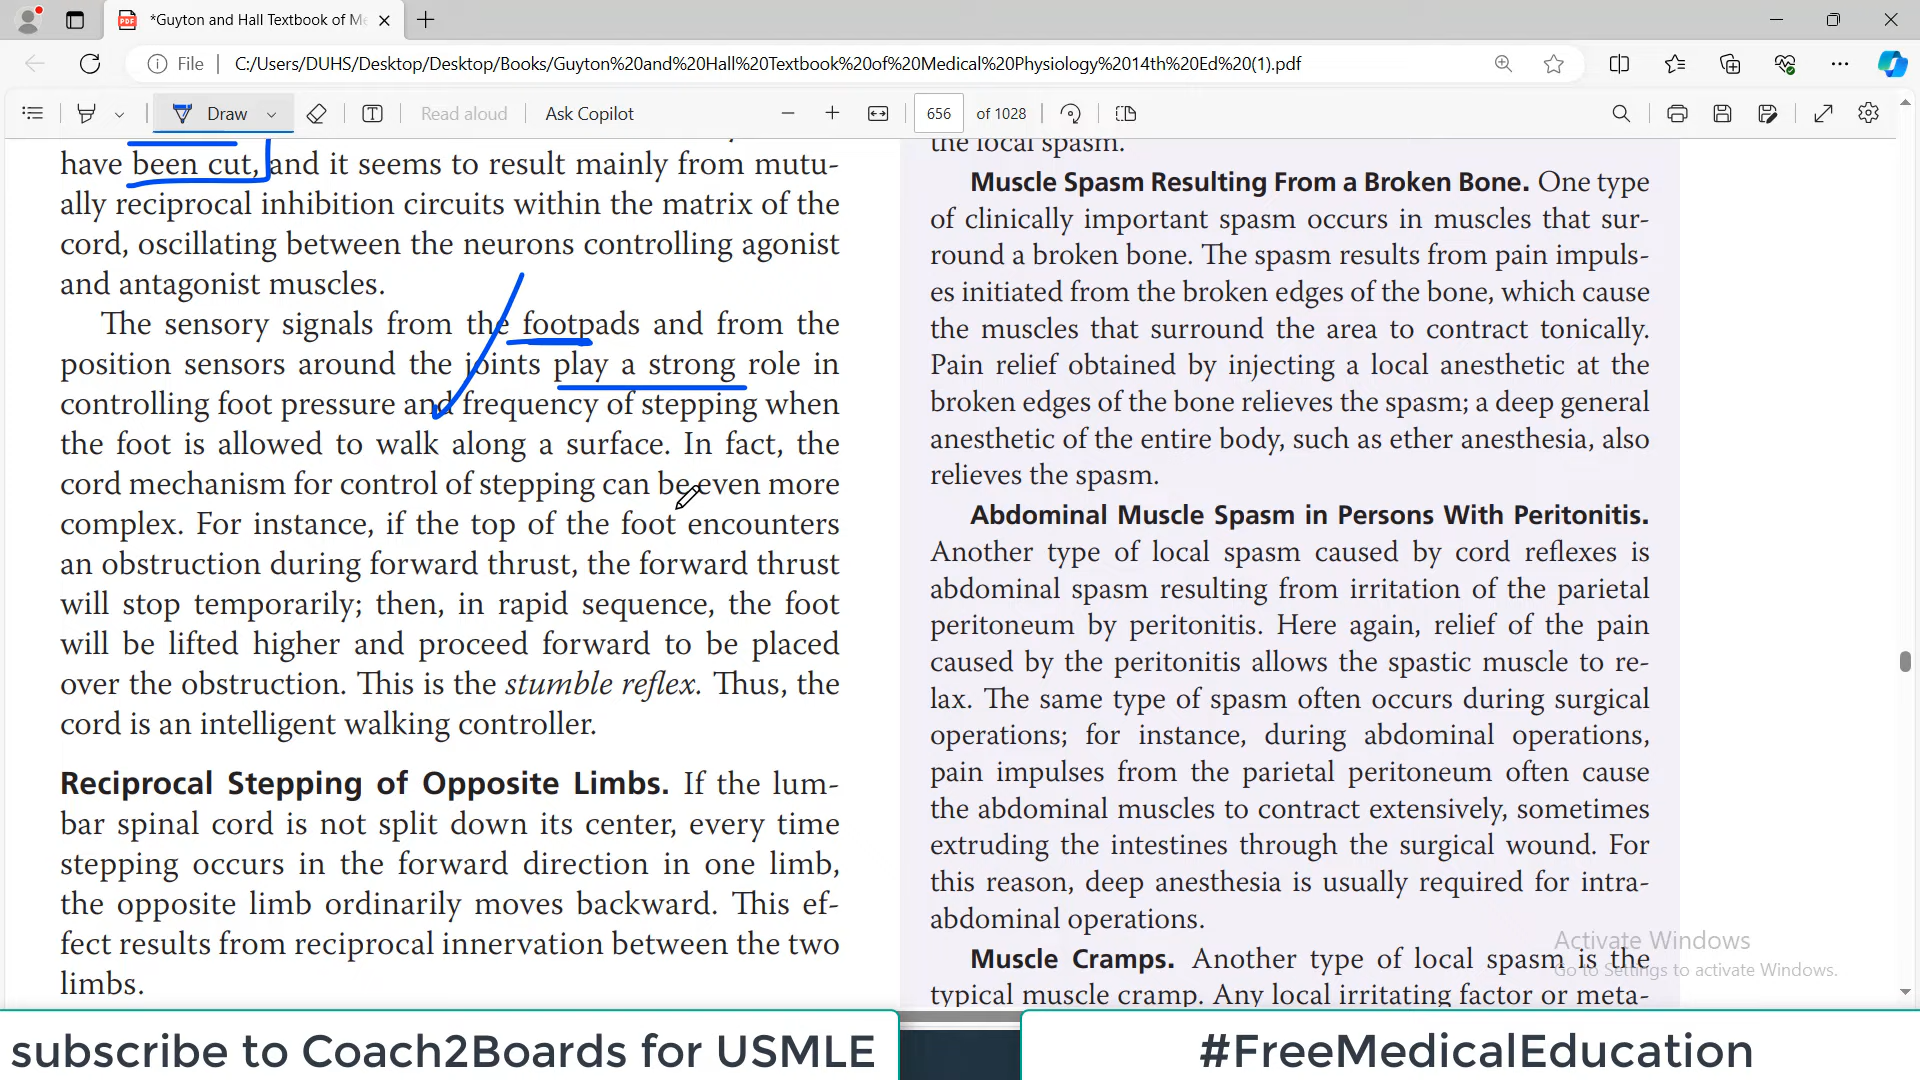 *Guyton and Hall Textbook of Me
File
C:/Users/DUHS/Desktop/Desktop/Books/Guyton%20and%20Hall%20Textbook%20of%20Medical%20Physiology%2014th%20Ed%20(1).pdf
Draw
Read aloud
Ask Copilot
656
of 1028
have been cut, and it seems to result mainly from mutu-
ally reciprocal inhibition circuits within the matrix of the
cord, oscillating between the neurons controlling agonist
and antagonist muscles.
The sensory signals from the footpads and from the
position sensors around the joints play a strong role in
controlling foot pressure and frequency of stepping when
the foot is allowed to walk along a surface. In fact, the
cord mechanism for control of stepping can be even more
complex. For instance, if the top of the foot encounters
an obstruction during forward thrust, the forward thrust
will stop temporarily; then, in rapid sequence, the foot
will be lifted higher and proceed forward to be placed
over the obstruction. This is the stumble reflex. Thus, the
cord is an intelligent walking controller.
Reciprocal Stepping of Opposite Limbs. If the lum-
bar spinal cord is not split down its center, every time
stepping occurs in the forward direction in one limb,
the opposite limb ordinarily moves backward. This ef-
fect results from reciprocal innervation between the two
limbs.
the local spasm.
Muscle Spasm Resulting From a Broken Bone. One type
of clinically important spasm occurs in muscles that sur-
round a broken bone. The spasm results from pain impuls-
es initiated from the broken edges of the bone, which cause
the muscles that surround the area to contract tonically.
Pain relief obtained by injecting a local anesthetic at the
broken edges of the bone relieves the spasm; a deep general
anesthetic of the entire body, such as ether anesthesia, also
relieves the spasm.
Abdominal Muscle Spasm in Persons With Peritonitis.
Another type of local spasm caused by cord reflexes is
abdominal spasm resulting from irritation of the parietal
peritoneum by peritonitis. Here again, relief of the pain
caused by the peritonitis allows the spastic muscle to re-
lax. The same type of spasm often occurs during surgical
operations; for instance, during abdominal operations,
pain impulses from the parietal peritoneum often cause
the abdominal muscles to contract extensively, sometimes
extruding the intestines through the surgical wound. For
this reason, deep anesthesia is usually required for intra-
abdominal operations.
Muscle Cramps. Another type of local spasm is the
typical muscle cramp. Any local irritating factor or meta-
Activate Windows
Go to Settings to activate Windows.
subscribe to Coach2Boards for USMLE
#FreeMedicalEducation